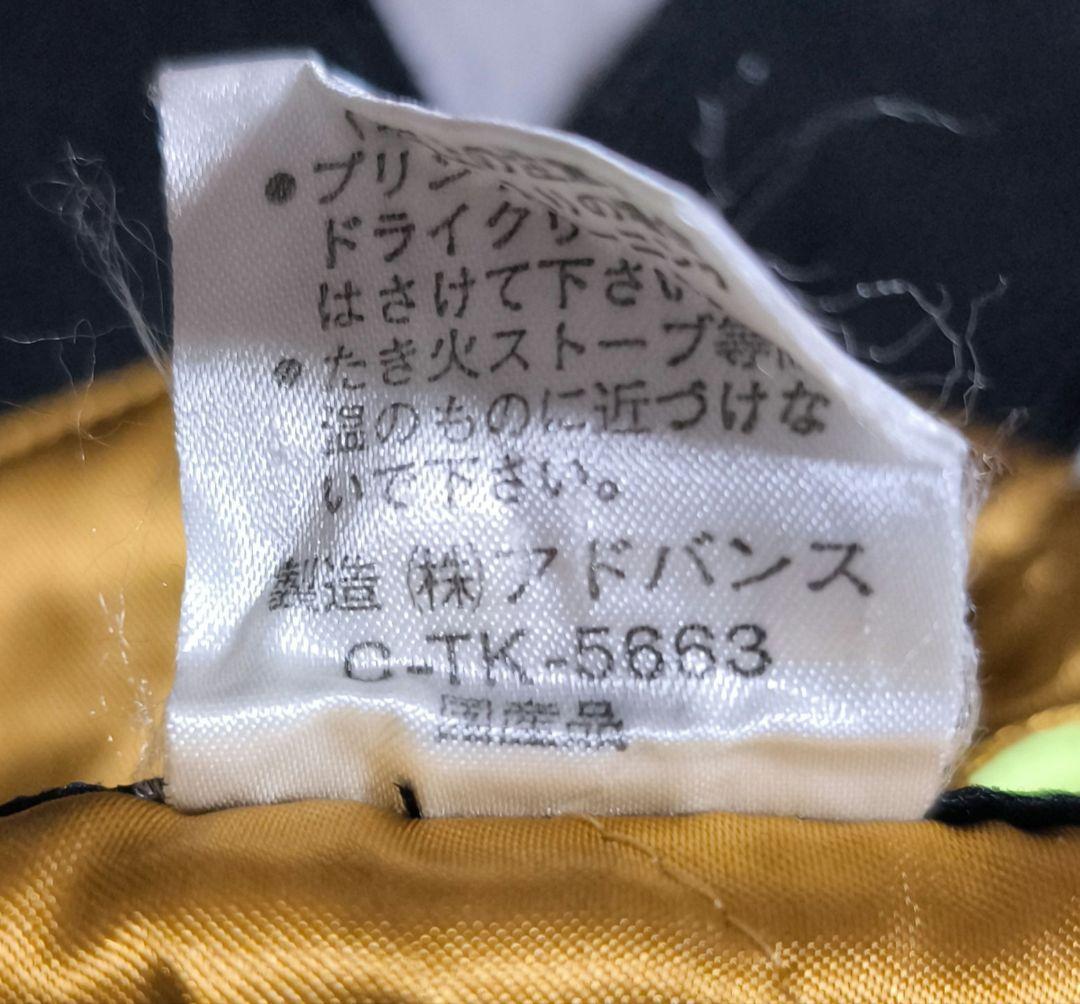 ●プリン
ドライクリ
はさけて下さい
●たき火ストーブ等
温のものに近づけな
いで下さい。
製造 (株)アドバンス
C-TK-5663
国産品